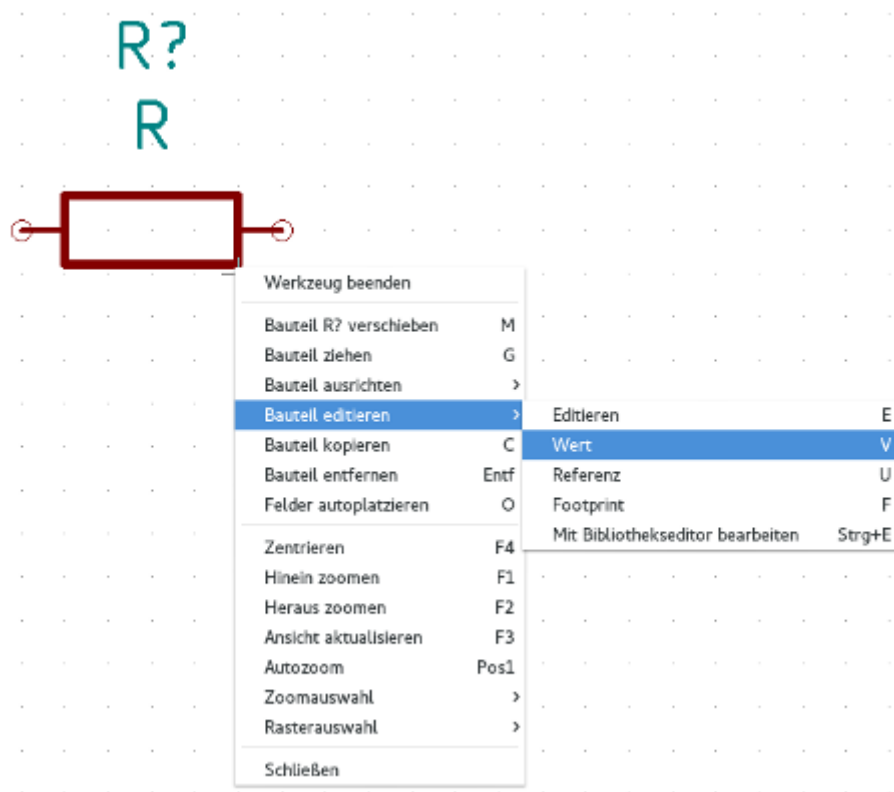 R?
R
Werkzeug beenden
Bauteil R? verschieben M
Bauteil ziehen G
Bauteil ausrichten >
Bauteil editieren >
Editieren E
Bauteil kopieren C
Wert V
Bauteil entfernen Entf
Referenz U
Felder autoplatzieren O
Footprint F
Mit Bibliothekseditor bearbeiten Strg+E
Zentrieren F4
Hinein zoomen F1
Heraus zoomen F2
Ansicht aktualisieren F3
Autozoom Pos1
Zoomauswahl >
Rasterauswahl >
Schließen